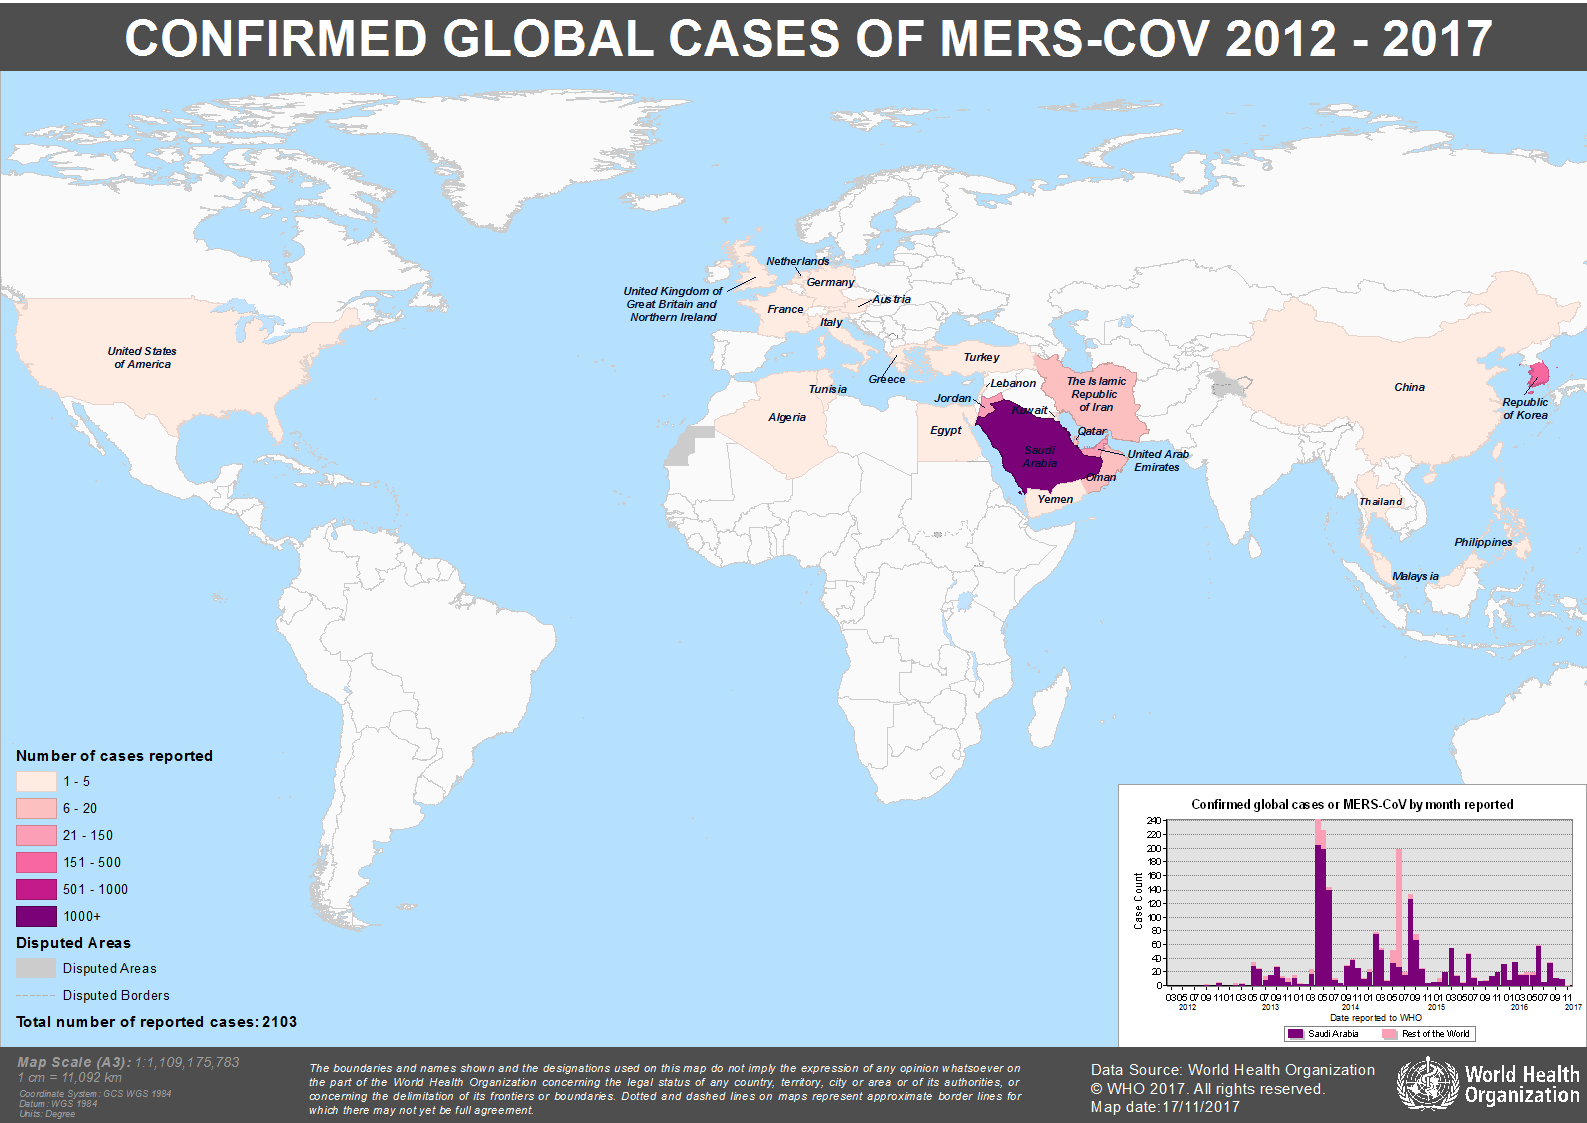 CONFIRMED GLOBAL CASES OF MERS-COV 2012 - 2017
Netherlands
Germany
United Kingdom of
Great Britain and
Northern Ireland
Austria
France
Italy
United States
of America
Turkey
Greece
Tunisia
Lebanon
The Islamic
Republic
of Iran
China
Jordan
Kuwait
Republic
of Korea
Algeria
Egypt
Qatar
Saudi
Arabia
United Arab
Emirates
Oman
Yemen
Thailand
Philippines
Malaysia
Number of cases reported
1 - 5
6 - 20
21 - 150
151 - 500
501 - 1000
1000+
Disputed Areas
Disputed Areas
Disputed Borders
Total number of reported cases: 2103
Confirmed global cases or MERS-CoV by month reported
240
220
200
180
160
140
120
100
80
60
40
20
0
Case Count
03 05 07 09 11 01 03 05 07 09 11 01 03 05 07 09 11 01 03 05 07 09 11 01 03 05 07 09 11 01 03 05 07 09 11
2012 2013 2014 2015 2016 2017
Date reported to WHO
Saudi Arabia Rest of the World
Map Scale (A3): 1:1,109,175,783
1 cm = 11,092 km
Coordinate System: GCS WGS 1984
Datum: WGS 1984
Units: Degree
The boundaries and names shown and the designations used on this map do not imply the expression of any opinion whatsoever on
the part of the World Health Organization concerning the legal status of any country, territory, city or area or of its authorities, or
concerning the delimitation of its frontiers or boundaries. Dotted and dashed lines on maps represent approximate border lines for
which there may not yet be full agreement.
Data Source: World Health Organization
© WHO 2017. All rights reserved.
Map date:17/11/2017
World Health
Organization